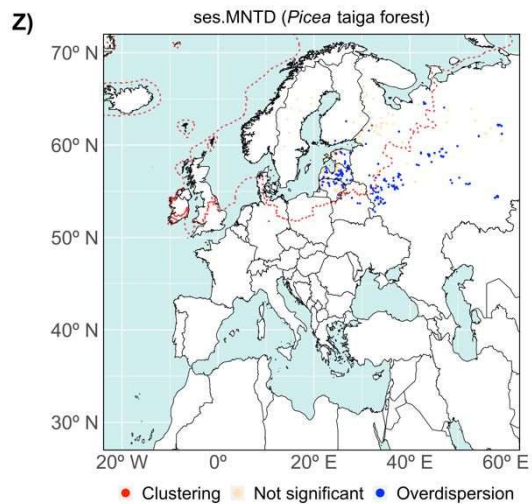 Z)
ses.MNTD (Picea taiga forest)
70° N
60° N
50° N
40° N
30° N
20° W
0°
20° E
40° E
60° E
Clustering
Not significant
Overdispersion